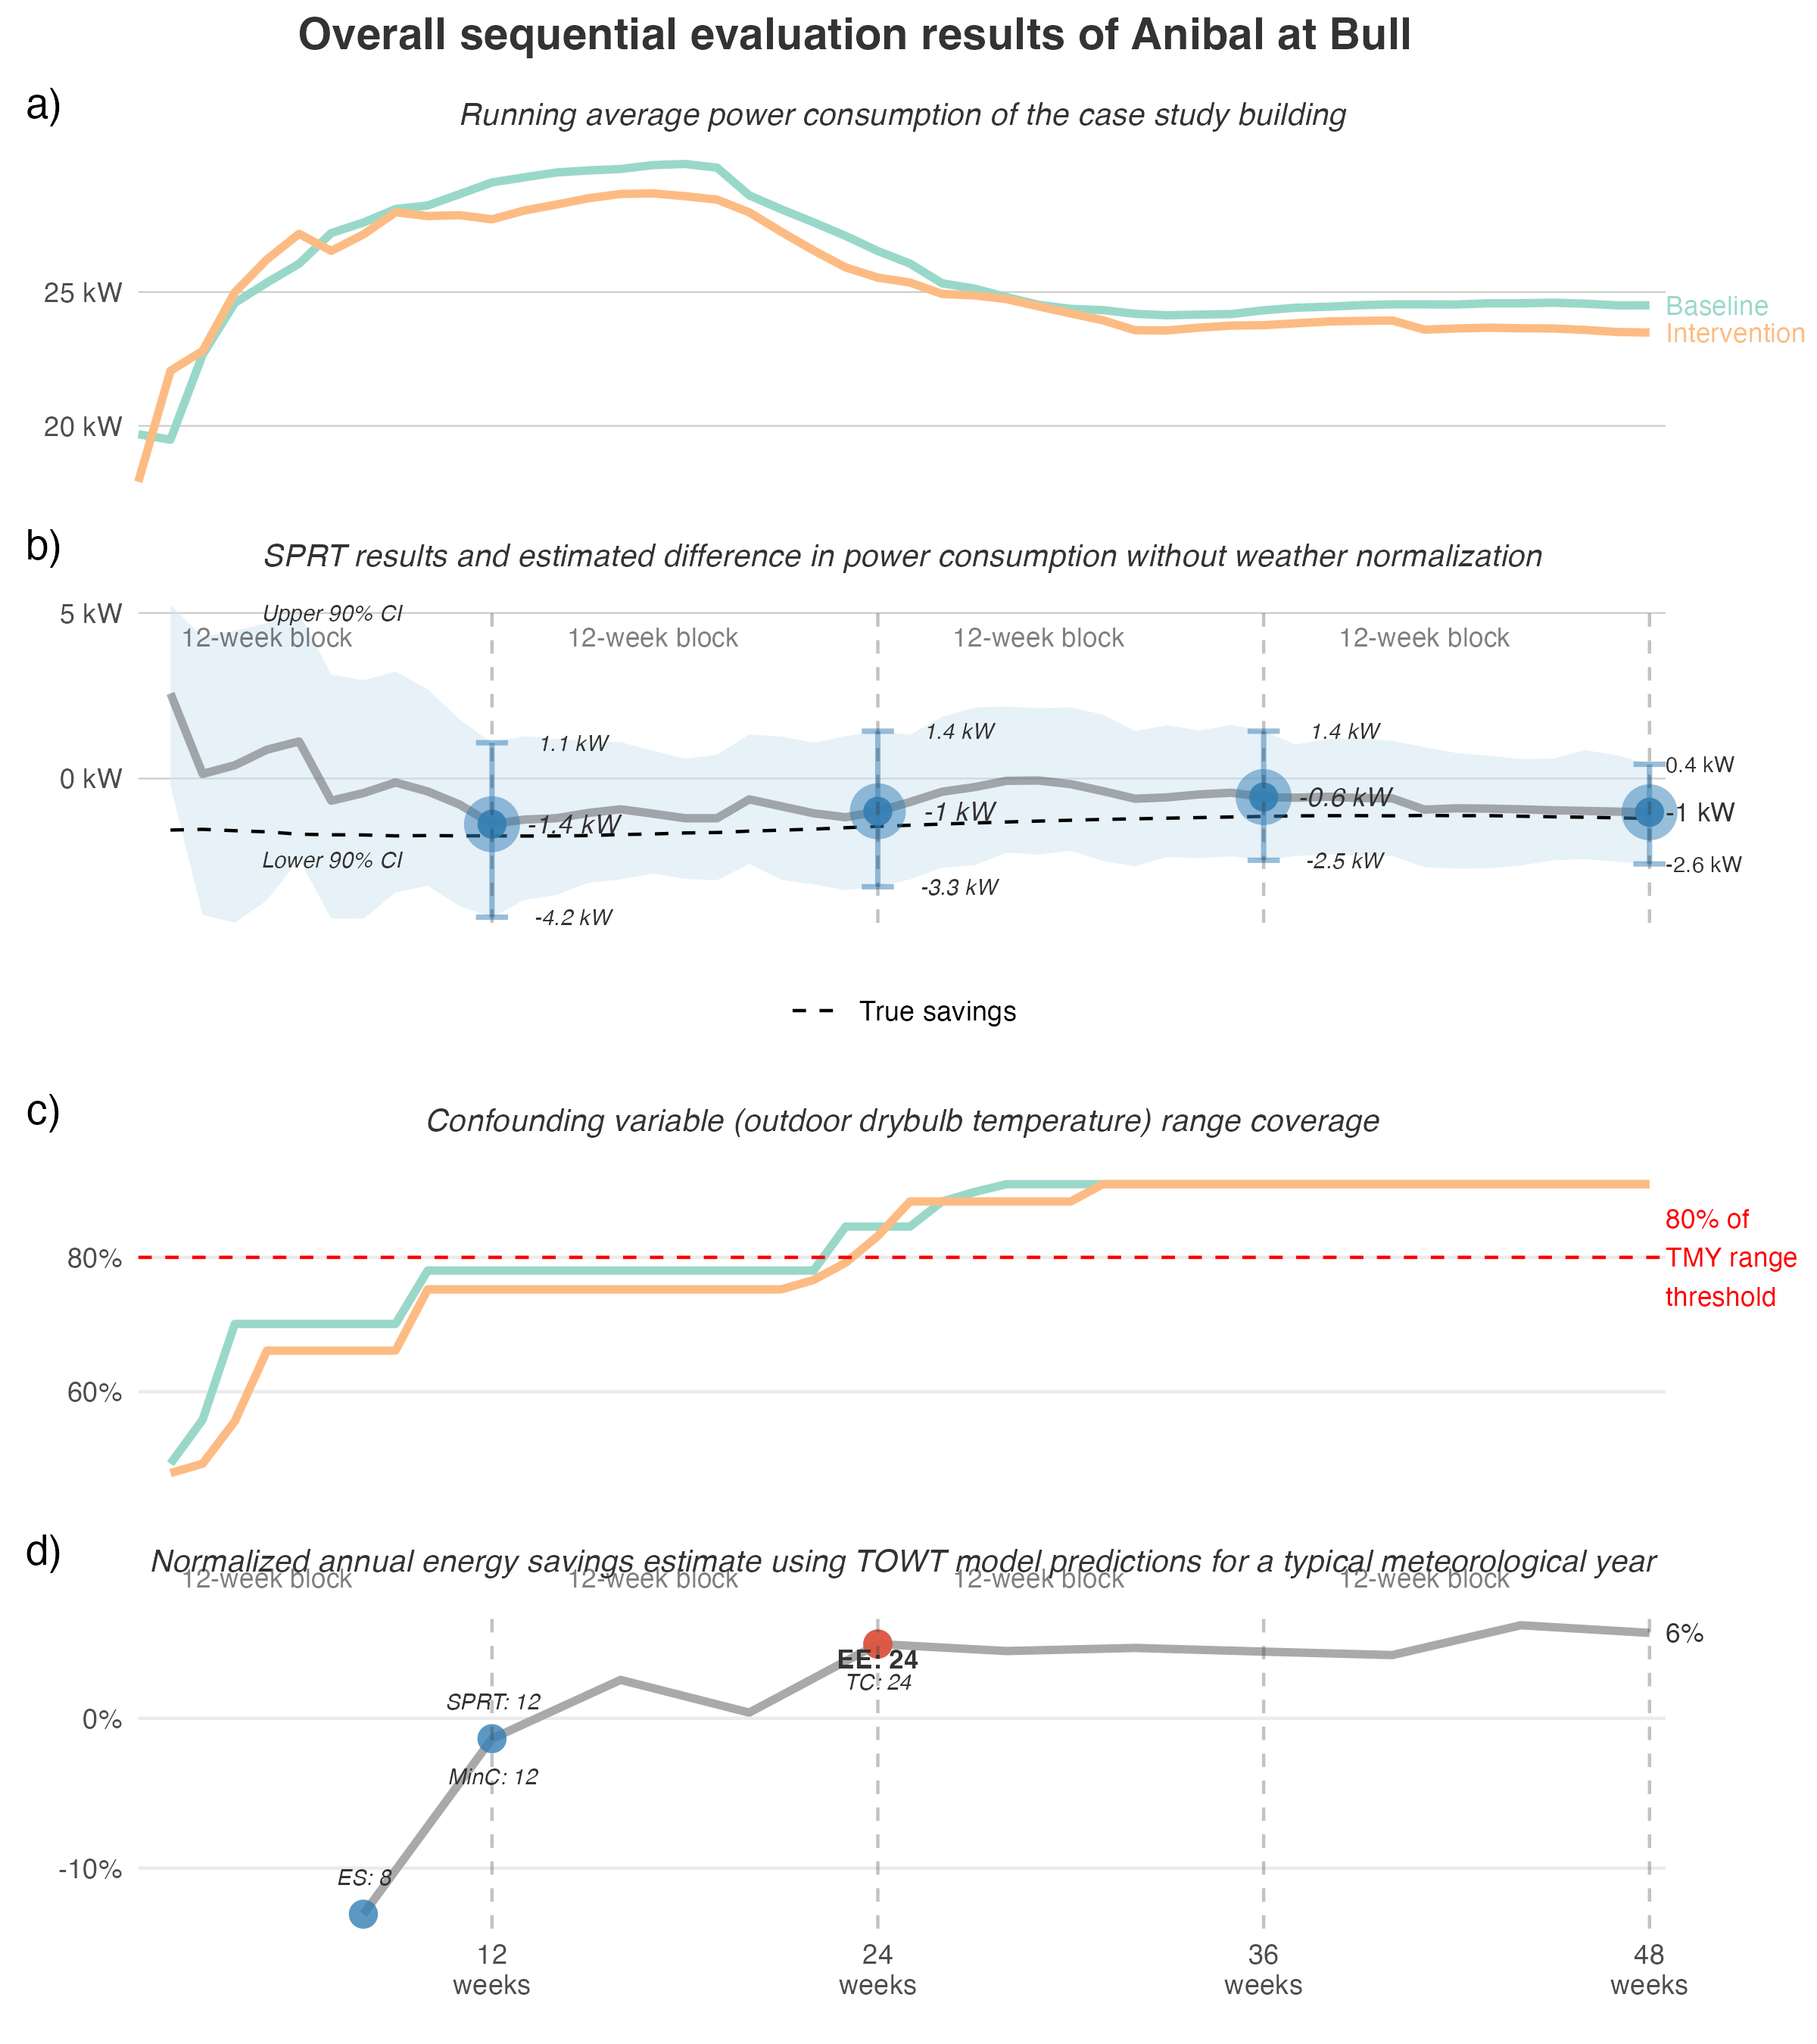 Overall sequential evaluation results of Anibal at Bull
a)
Running average power consumption of the case study building
25 kW
20 kW
Baseline
Intervention
b)
SPRT results and estimated difference in power consumption without weather normalization
5 kW
0 kW
Upper 90% CI
12-week block
12-week block
12-week block
12-week block
1.1 kW
1.4 kW
1.4 kW
0.4 kW
-1.4 kW
-1 kW
-0.6 kW
-1 kW
Lower 90% CI
-4.2 kW
-3.3 kW
-2.5 kW
-2.6 kW
True savings
c)
Confounding variable (outdoor drybulb temperature) range coverage
80%
60%
80% of
TMY range
threshold
d)
Normalized annual energy savings estimate using TOWT model predictions for a typical meteorological year
12-week block
12-week block
12-week block
12-week block
0%
-10%
6%
EE: 24
TC: 24
SPRT: 12
MinC: 12
ES: 8
12
weeks
24
weeks
36
weeks
48
weeks